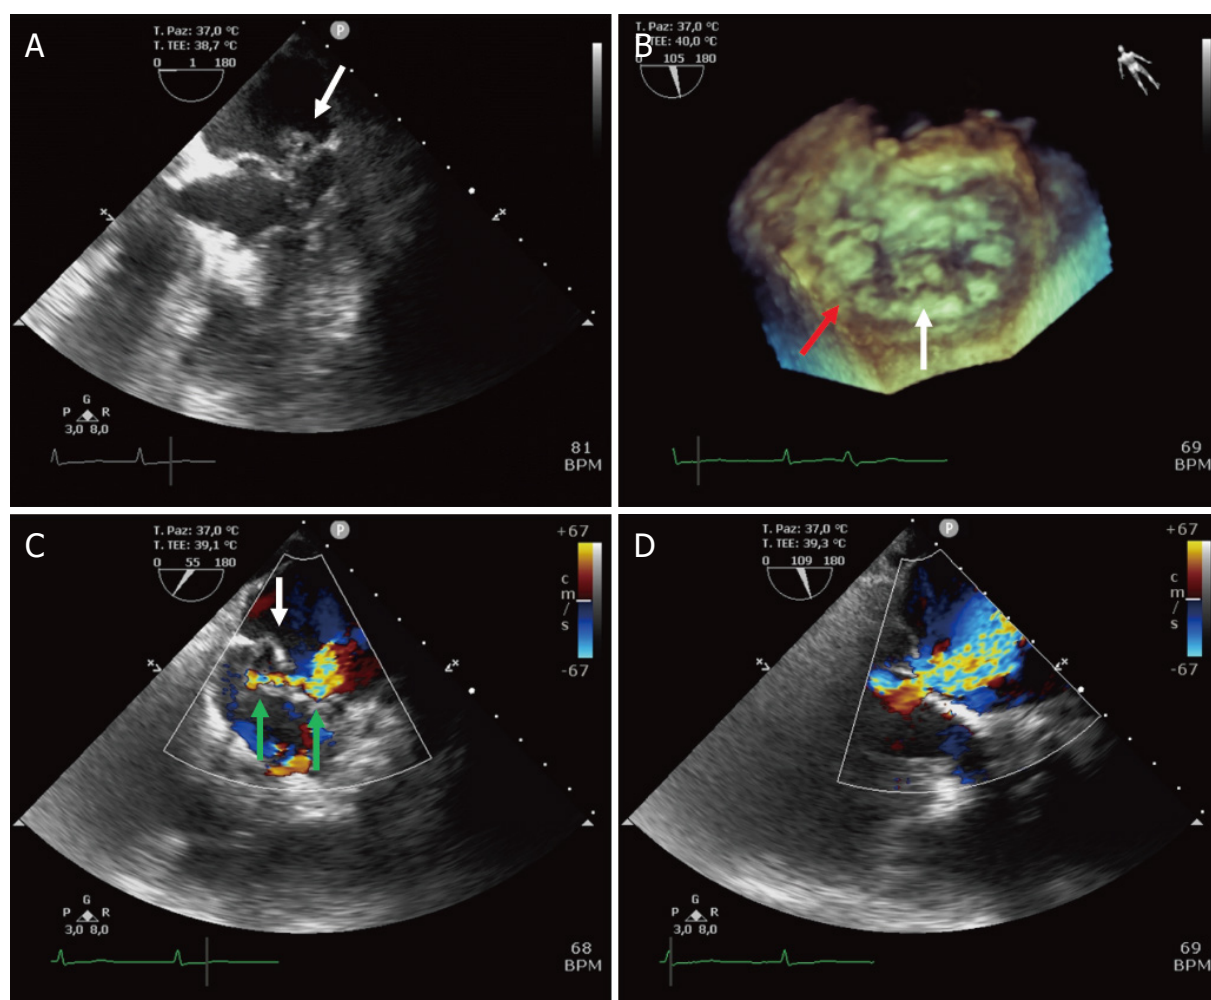 A
T. Paz: 37,0 °C
T. TEE: 38,7 °C
0 1 180
P
x
x
G
P R
3,0 8,0
81
BPM
B
T. Paz: 37,0 °C
T. TEE: 40,0 °C
0 105 180
69
BPM
C
T. Paz: 37,0 °C
T. TEE: 39,1 °C
0 55 180
P
+67
c
m
/
s
-67
x
x
G
P R
3,0 8,0
68
BPM
D
T. Paz: 37,0 °C
T. TEE: 39,3 °C
0 109 180
P
+67
c
m
/
s
-67
x
x
G
P R
3,0 8,0
69
BPM